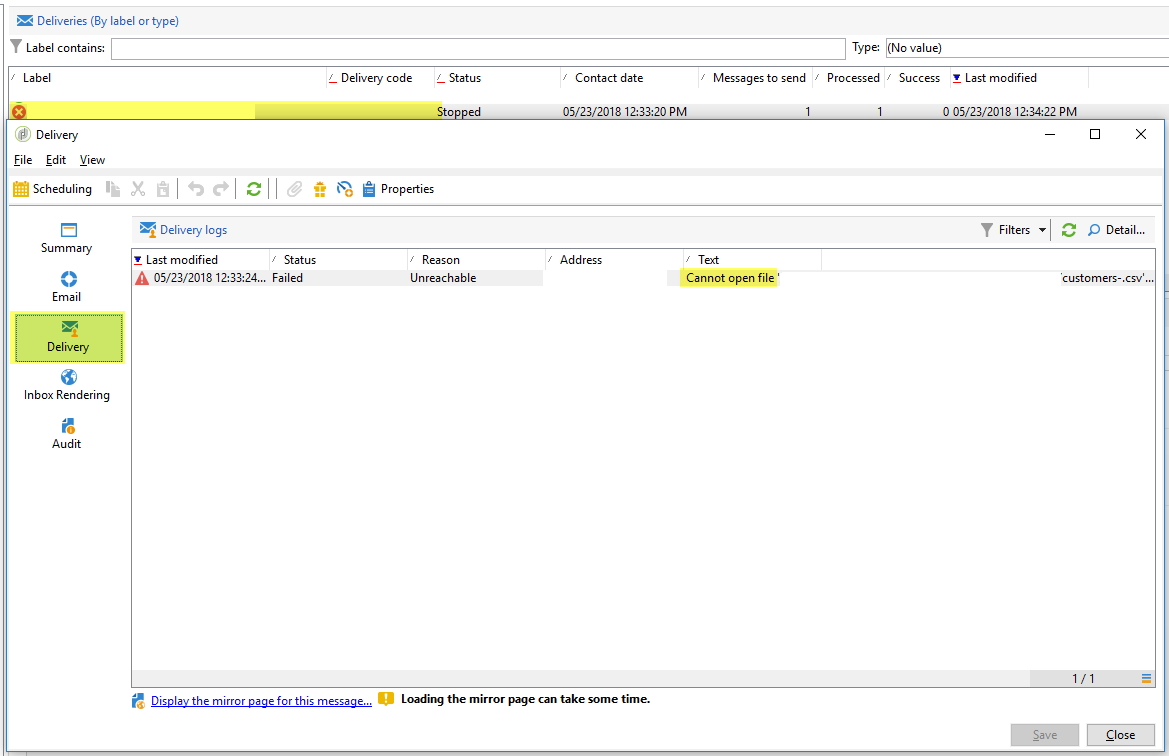 Deliveries (By label or type)
Label contains: Type: (No value)
Label Delivery code Status Contact date Messages to send Processed Success Last modified
Stopped 05/23/2018 12:33:20 PM 1 1 0 05/23/2018 12:34:22 PM
Delivery
File Edit View
Scheduling Properties
Summary
Email
Delivery
Inbox Rendering
Audit
Delivery logs Filters Detail...
Last modified Status Reason Address Text
05/23/2018 12:33:24... Failed Unreachable Cannot open file ' 'customers-.csv'...
1 / 1
Display the mirror page for this message... Loading the mirror page can take some time.
Save Close